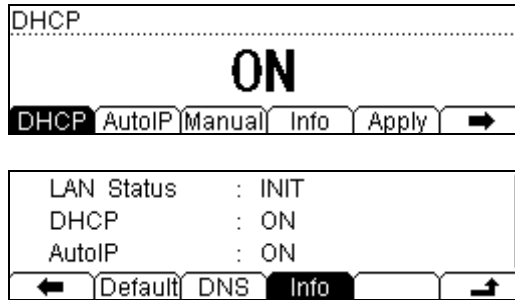 DHCP
ON
DHCP AutoIP Manual Info Apply
LAN Status : INIT
DHCP : ON
AutoIP : ON
Default DNS Info